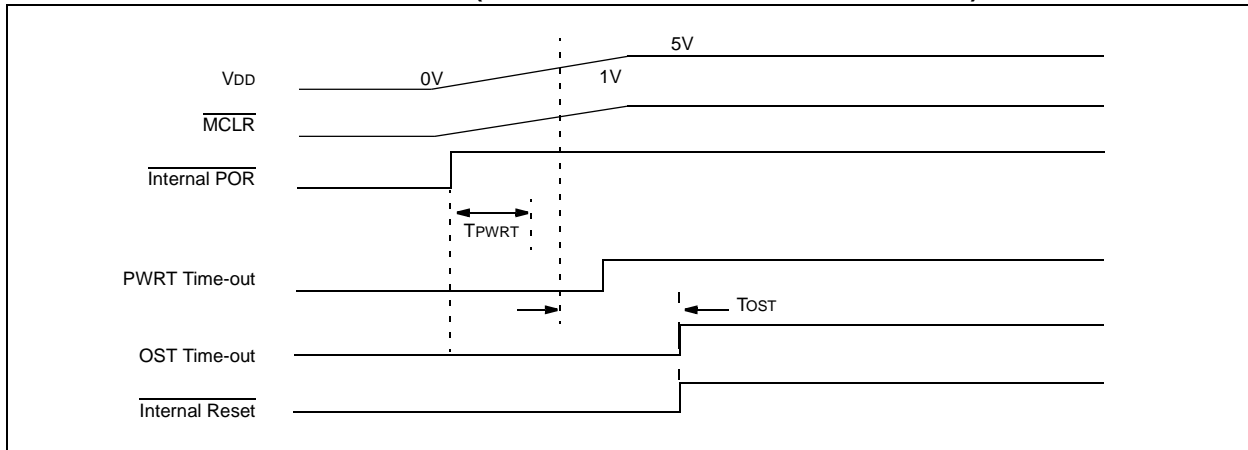 5V
VDD 0V 1V
MCLR
Internal POR
TPWRT
PWRT Time-out
TOST
OST Time-out
Internal Reset